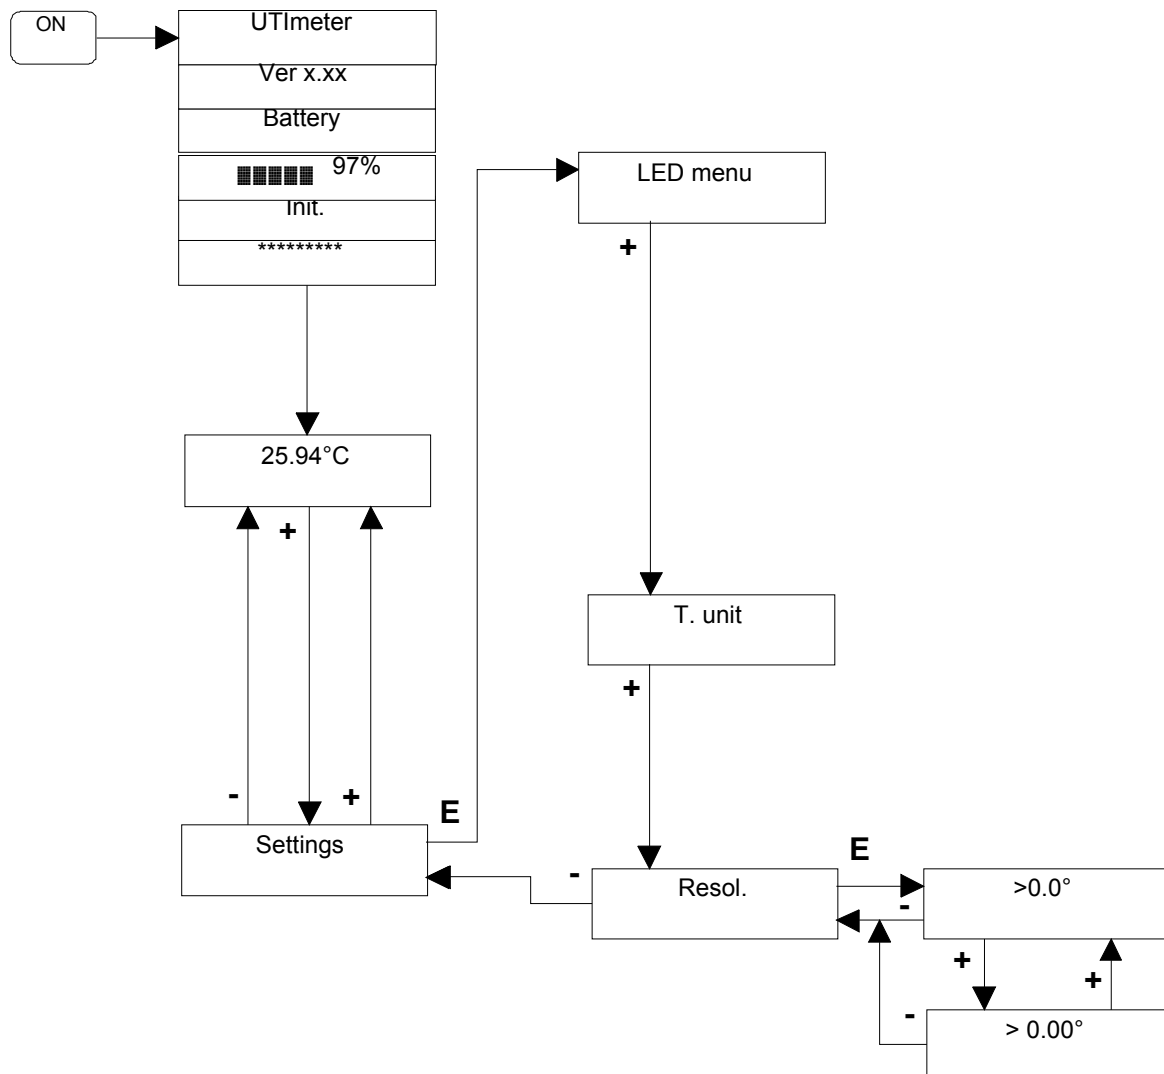 ON
UTImeter
Ver x.xx
Battery
97%
Init.
*********
LED menu
+
25.94°C
+
T. unit
+
-
+
E
Settings
-
Resol.
E
-
>0.0°
+
+
-
> 0.00°